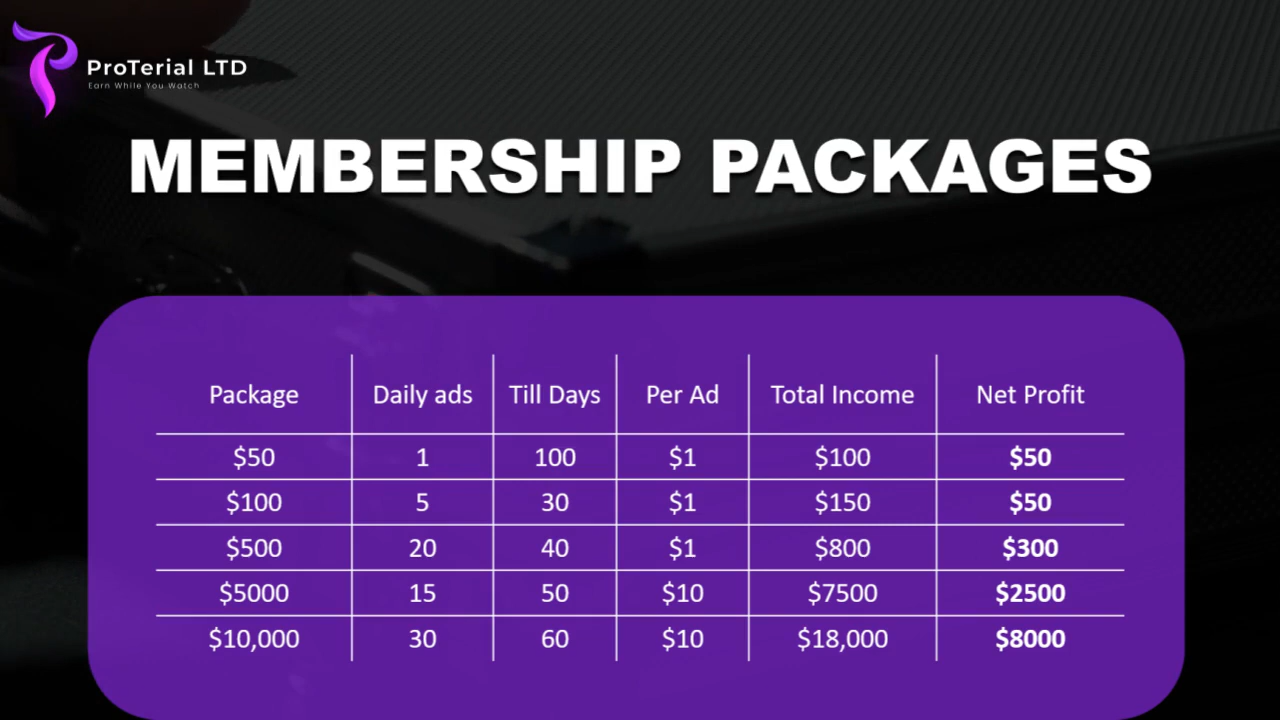 ProTerial LTD
Earn While You Watch
MEMBERSHIP PACKAGES
Package Daily ads Till Days Per Ad Total Income Net Profit
$50 1 100 $1 $100 $50
$100 5 30 $1 $150 $50
$500 20 40 $1 $800 $300
$5000 15 50 $10 $7500 $2500
$10,000 30 60 $10 $18,000 $8000